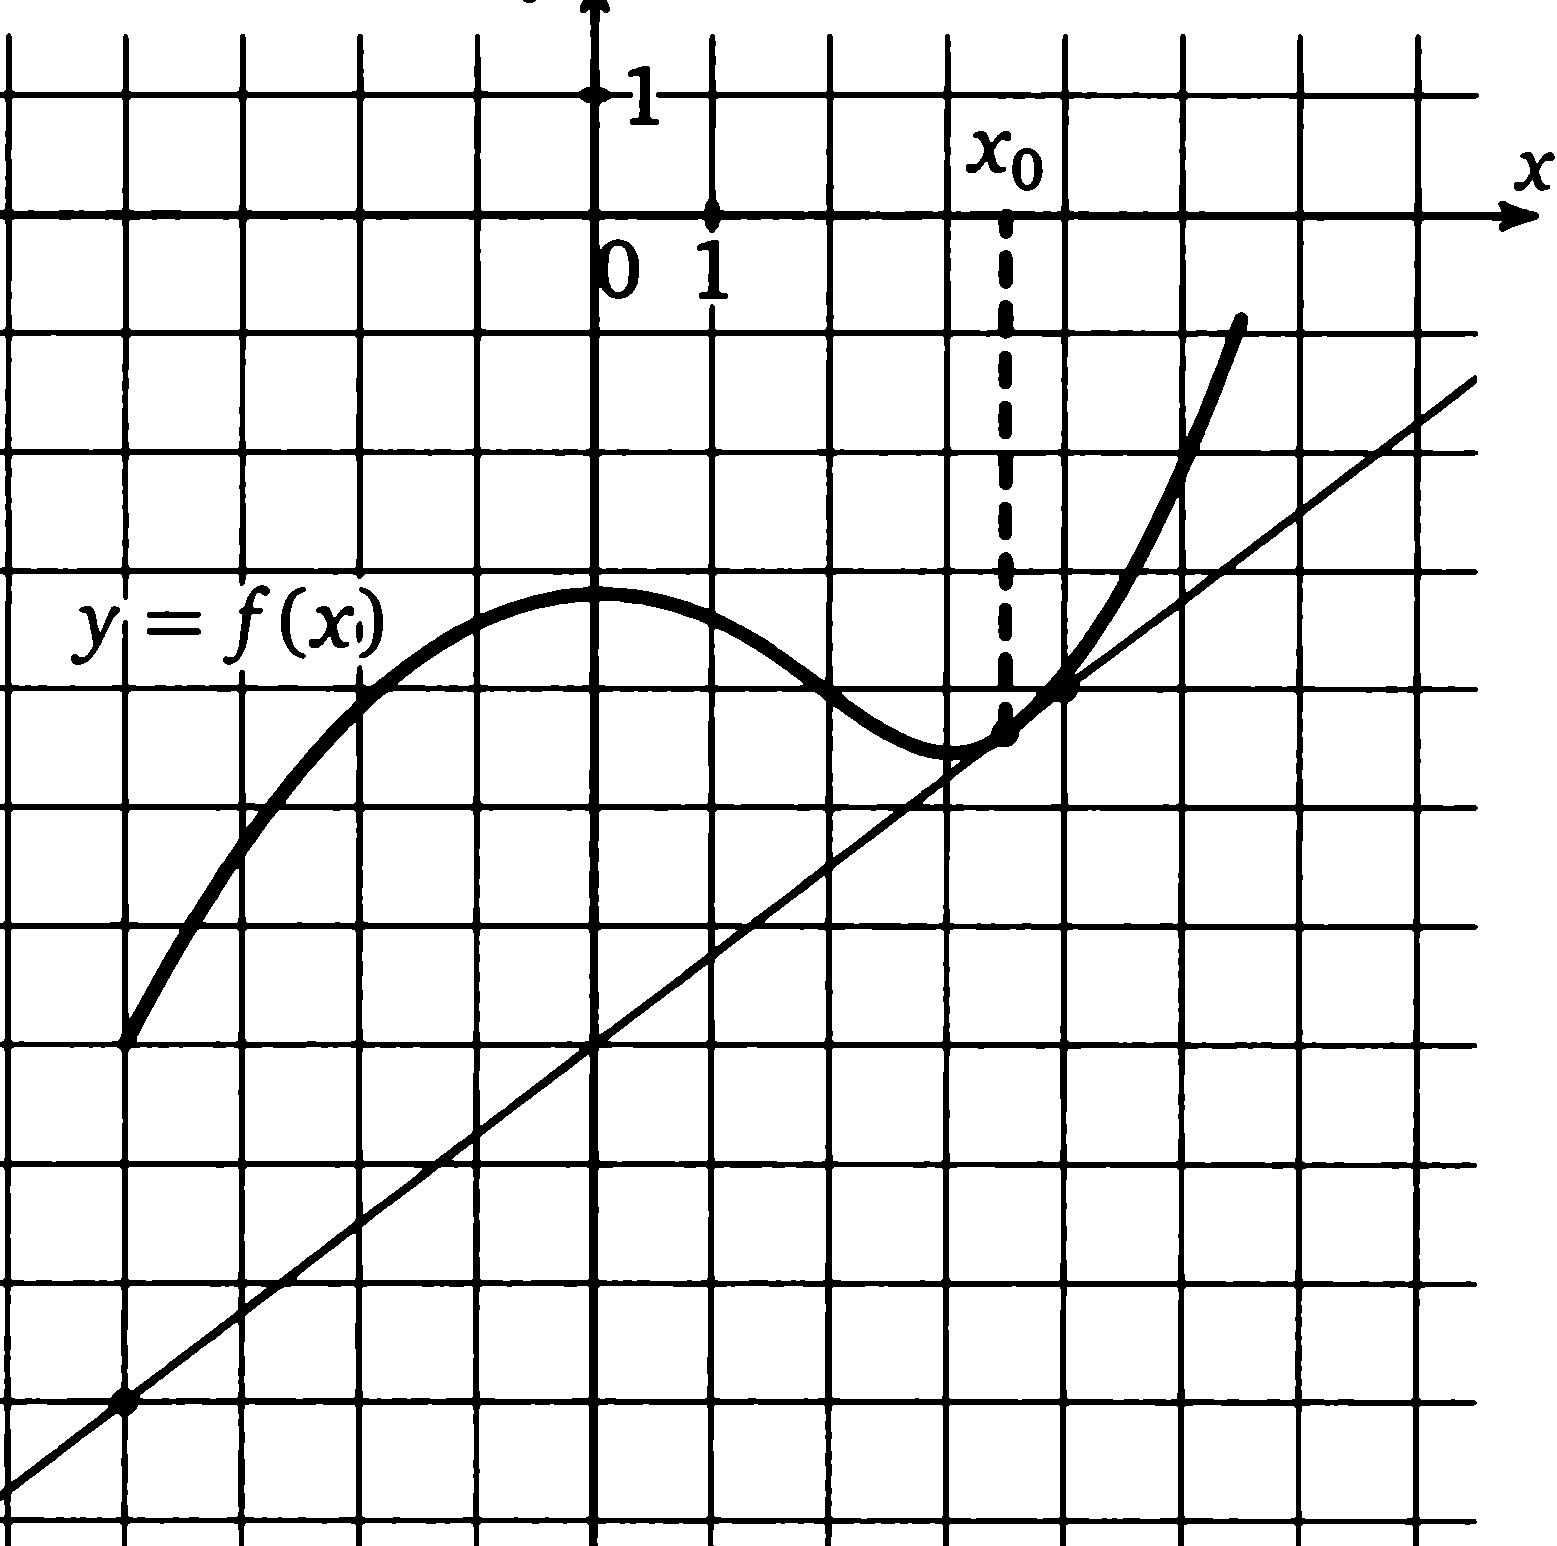 1
x₀
x
0
1
y = f(x)